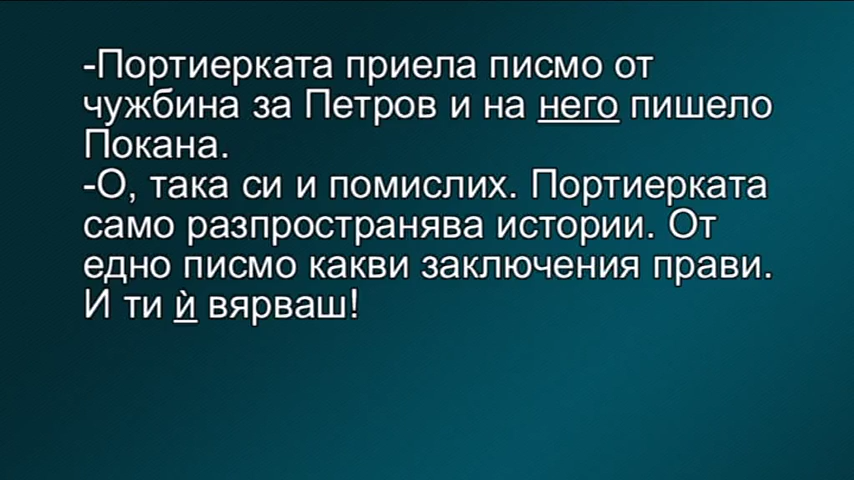 -Портиерката приела писмо от
чужбина за Петров и на него пишело
Покана.
-О, така си и помислих. Портиерката
само разпространява истории. От
едно писмо какви заключения прави.
И ти ѝ вярваш!